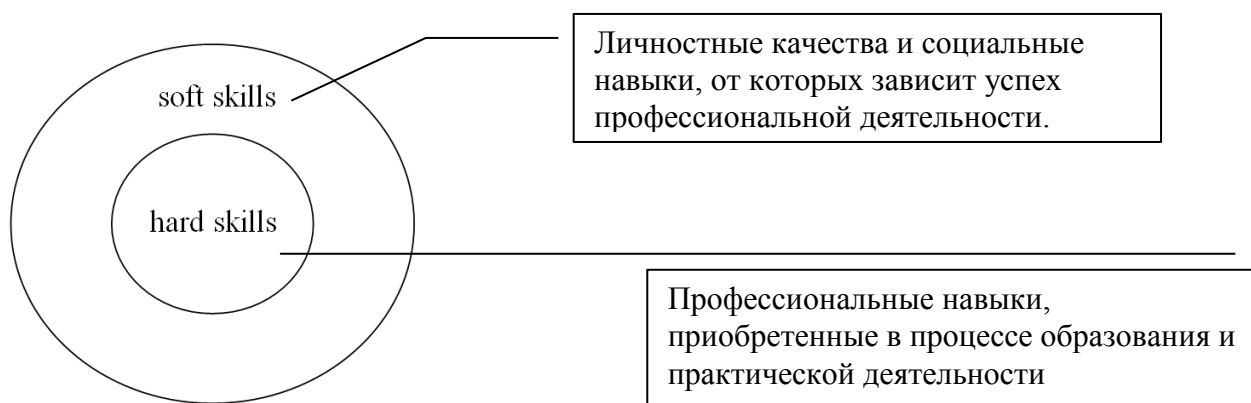 soft skills
hard skills
Личностные качества и социальные
навыки, от которых зависит успех
профессиональной деятельности.
Профессиональные навыки,
приобретенные в процессе образования и
практической деятельности